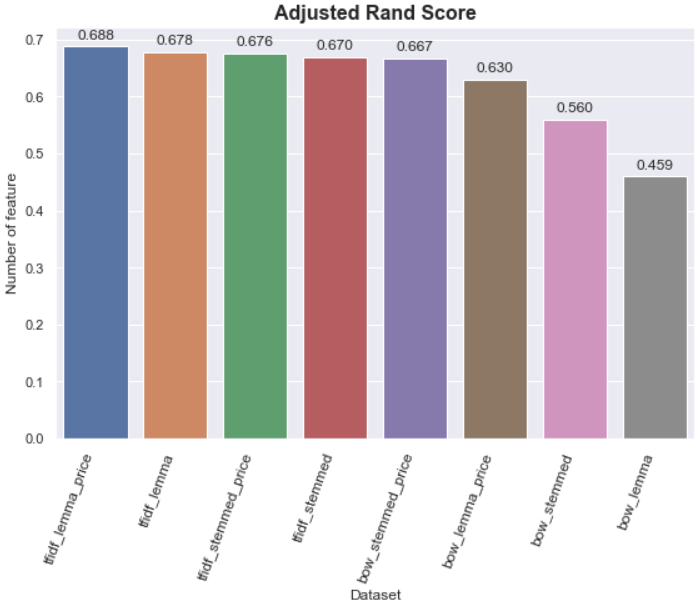 Adjusted Rand Score
Number of feature
0.7
0.6
0.5
0.4
0.3
0.2
0.1
0.0
0.688
0.678
0.676
0.670
0.667
0.630
0.560
0.459
tfidf_lemma_price
tfidf_lemma
tfidf_stemmed_price
tfidf_stemmed
bow_stemmed_price
bow_lemma_price
bow_stemmed
bow_lemma
Dataset